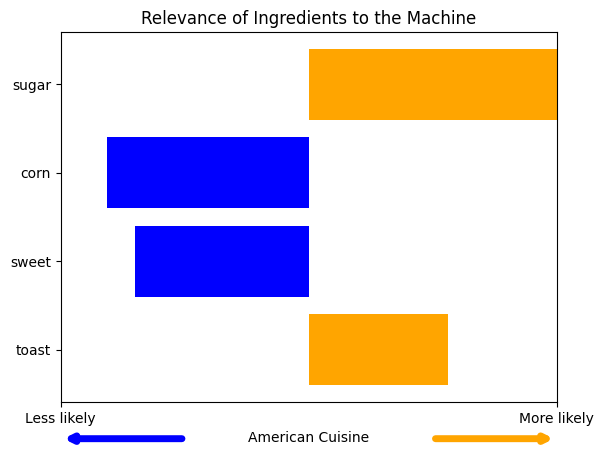 Relevance of Ingredients to the Machine
sugar
corn
sweet
toast
Less likely
More likely
American Cuisine